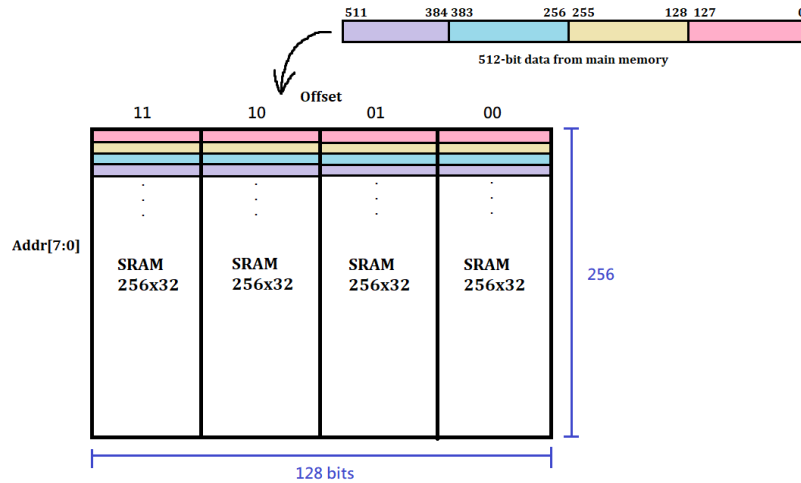 511 384 383 256 255 128 127 0
512-bit data from main memory
Offset
11 10 01 00
Addr[7:0]
SRAM 256x32
SRAM 256x32
SRAM 256x32
SRAM 256x32
256
128 bits